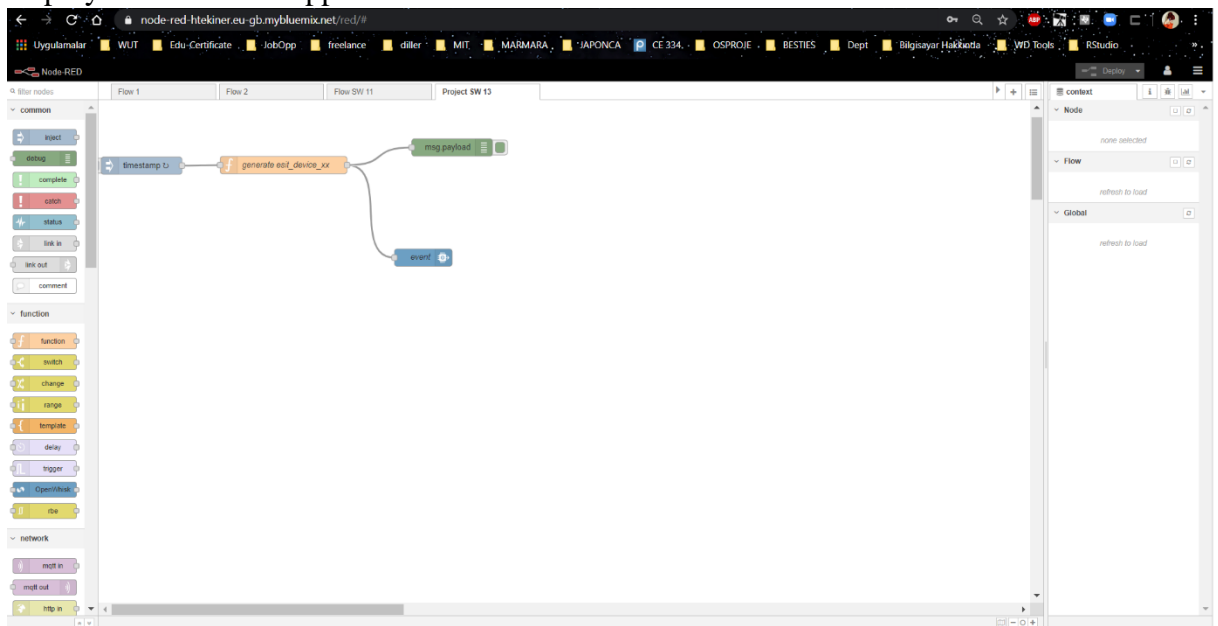 node-red-htekiner.eu-gb.mybluemix.net/red/#
ABP
Uygulamalar WUT Edu-Certificate JobOpp freelance diller MIT MARMARA JAPONCA P CE 334 OSPROJE BESTIES Dept Bilgisayar Hakkında WD Tools RStudio »
Node-RED Deploy
filter nodes Flow 1 Flow 2 Flow SW 11 Project SW 13 context
common
inject
debug
complete
catch
status
link in
link out
comment
function
function
switch
change
range
template
delay
trigger
OpenWhisk
rbe
network
mqtt in
mqtt out
http in
timestamp ↻
generate esit_device_xx
msg.payload
event
Node
none selected
Flow
refresh to load
Global
refresh to load